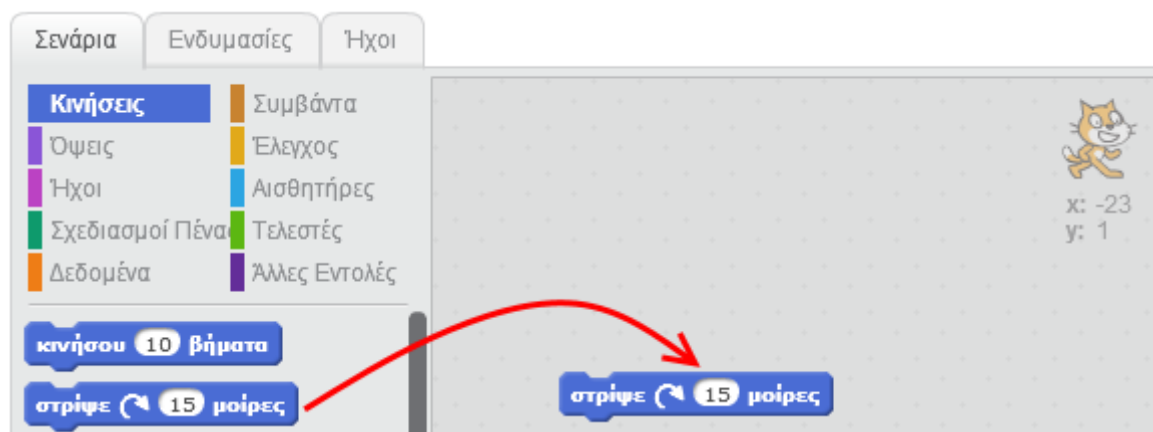 Σενάρια Ενδυμασίες Ήχοι
Κινήσεις Συμβάντα
Όψεις Έλεγχος
Ήχοι Αισθητήρες
Σχεδιασμοί Πένας Τελεστές
Δεδομένα Άλλες Εντολές
x: -23
y: 1
κινήσου 10 βήματα
στρίψε 15 μοίρες
στρίψε 15 μοίρες